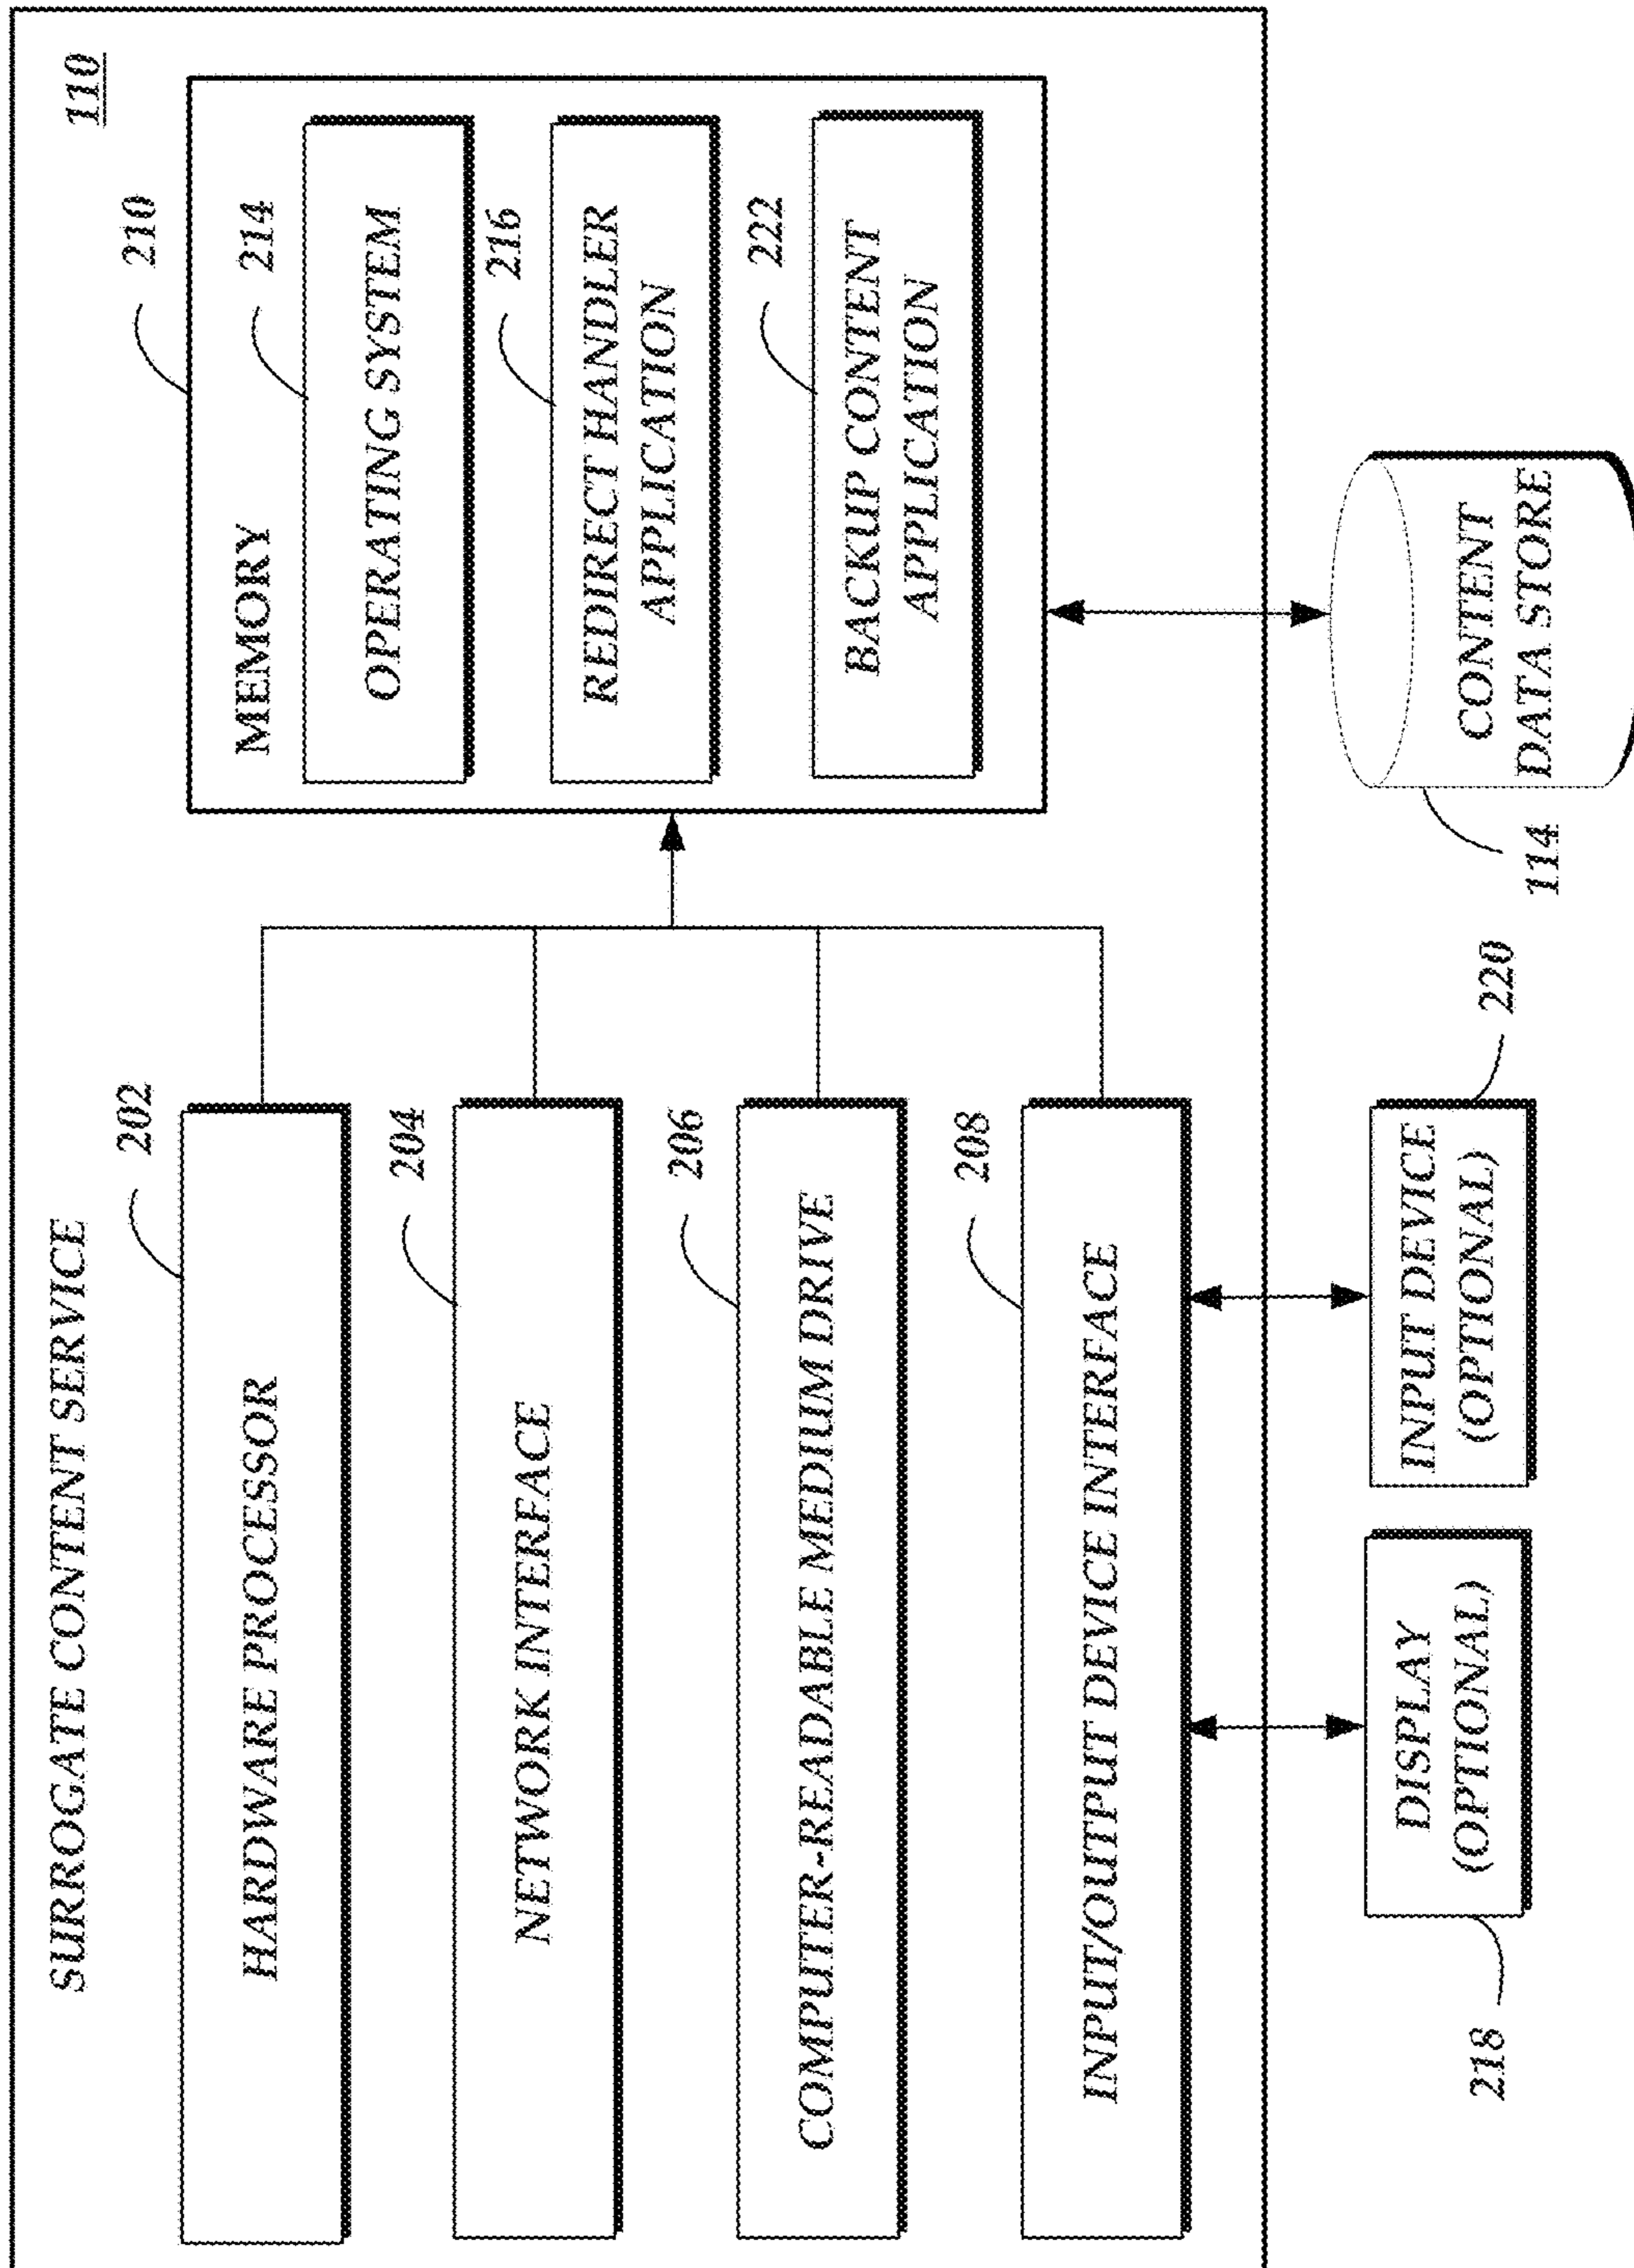 SURROGATE CONTENT SERVICE
110
202
HARDWARE PROCESSOR
204
NETWORK INTERFACE
206
COMPUTER-READABLE MEDIUM DRIVE
208
INPUT/OUTPUT DEVICE INTERFACE
210
MEMORY
214
OPERATING SYSTEM
216
REDIRECT HANDLER
APPLICATION
222
BACKUP CONTENT
APPLICATION
DISPLAY
(OPTIONAL)
218
INPUT DEVICE
(OPTIONAL)
220
CONTENT
DATA STORE
114